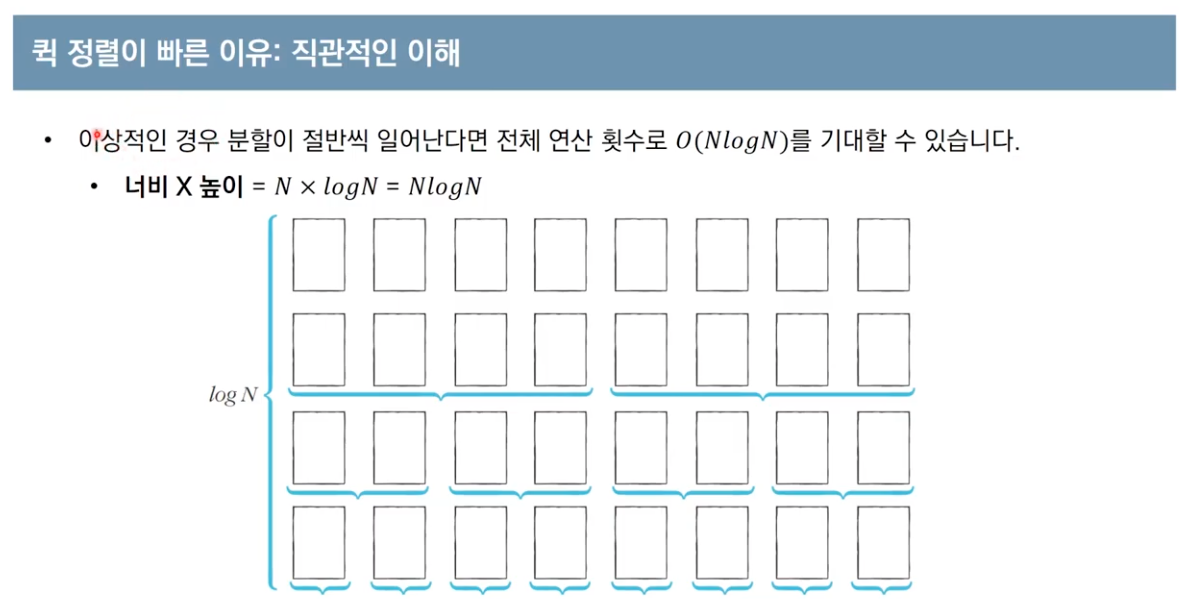 퀵 정렬이 빠른 이유: 직관적인 이해
• 이상적인 경우 분할이 절반씩 일어난다면 전체 연산 횟수로 O(NlogN)를 기대할 수 있습니다.
• 너비 X 높이 = N × logN = NlogN
log N